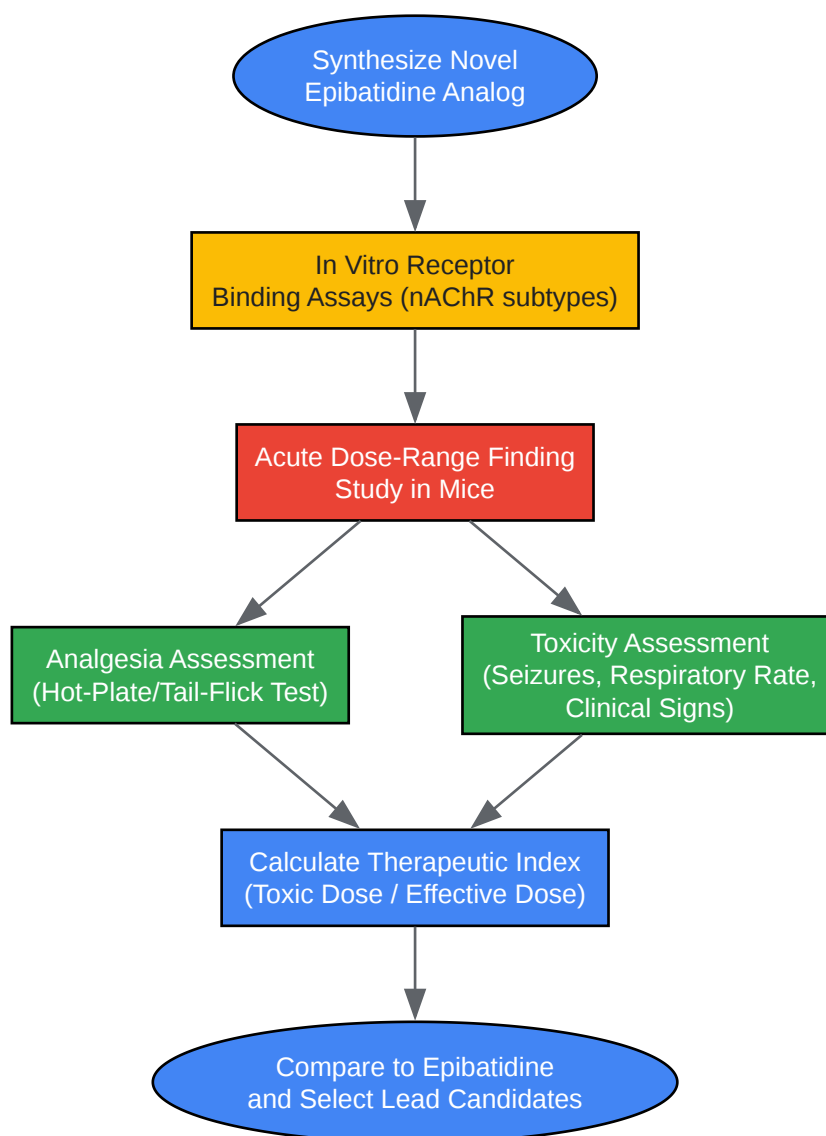 Synthesize Novel
Epibatidine Analog
In Vitro Receptor
Binding Assays (nAChR subtypes)
Acute Dose-Range Finding
Study in Mice
Analgesia Assessment
(Hot-Plate/Tail-Flick Test)
Toxicity Assessment
(Seizures, Respiratory Rate,
Clinical Signs)
Calculate Therapeutic Index
(Toxic Dose / Effective Dose)
Compare to Epibatidine
and Select Lead Candidates